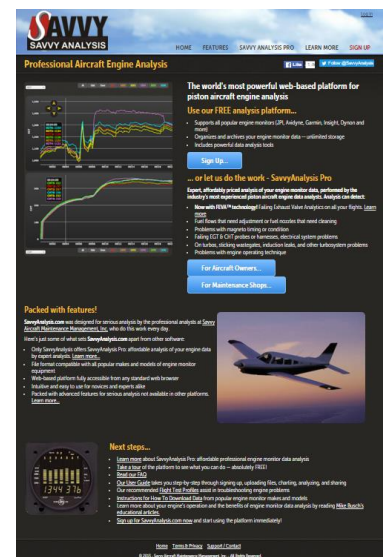 Log In
SAVVY
SAVVY ANALYSIS
HOME FEATURES SAVVY ANALYSIS PRO LEARN MORE SIGN UP
Professional Aircraft Engine Analysis
Like
Follow @SavvyAnalysis
The world's most powerful web-based platform for
piston aircraft engine analysis
Use our FREE analysis platform...
Supports all popular engine monitors (JPI, Avidyne, Garmin, Insight, Dynon and
more)
Organizes and archives your engine monitor data — unlimited storage
Includes powerful data analysis tools
Sign Up...
... or let us do the work - SavvyAnalysis Pro
Expert, affordably priced analysis of your engine monitor data, performed by the
industry's most experienced piston aircraft engine data analysts. Analysis can detect:
Now with FEVA™ technology! Failing Exhaust Valve Analytics on all your flights. Learn
more
Fuel flows that need adjustment or fuel nozzles that need cleaning
Problems with magneto timing or condition
Failing EGT & CHT probes or harnesses, electrical system problems
On turbos, sticking wastegates, induction leaks, and other turbosystem problems
Problems with engine operating technique
For Aircraft Owners...
For Maintenance Shops...
Packed with features!
SavvyAnalysis.com was designed for serious analysis by the professional analysts at Savvy
Aircraft Maintenance Management, Inc. who do this work every day.
Here's just some of what sets SavvyAnalysis.com apart from other software:
Only SavvyAnalysis offers SavvyAnalysis Pro: affordable analysis of your engine data
by expert analysts. Learn more...
File format compatible with all popular makes and models of engine monitor
equipment
Web-based platform fully accessible from any standard web browser
Intuitive and easy to use for novices and experts alike
Packed with advanced features for serious analysis not available in other platforms.
Learn more...
Next steps...
Learn more about SavvyAnalysis Pro affordable professional engine monitor data analysis
Take a tour of the platform to see what you can do — absolutely FREE!
Read our FAQ
Our User Guide takes you step-by-step through signing up, uploading files, charting, analyzing, and sharing
Our recommended Flight Test Profiles assist in troubleshooting engine problems
Instructions for How To Download Data from popular engine monitor makes and models
Learn more about your engine's operation and the benefits of engine monitor data analysis by reading Mike Busch's
educational articles.
Sign up for SavvyAnalysis.com now and start using the platform immediately!
1344 376
Home Terms & Privacy Support / Contact
Savvy Aircraft Maintenance Management, Inc. All Rights Reserved